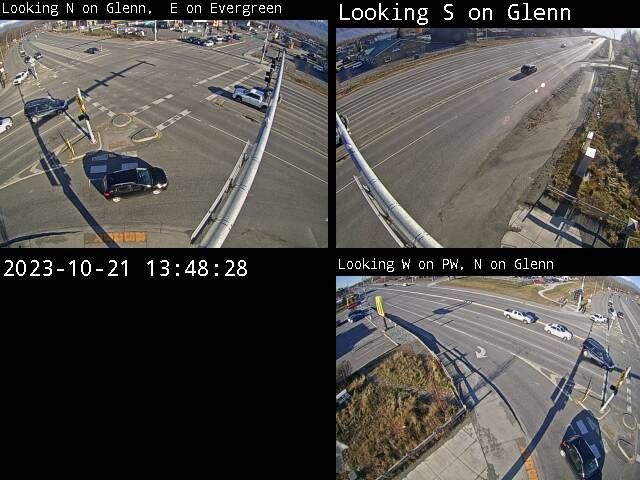 Looking N on Glenn,  E on Evergreen
Looking S on Glenn
2023-10-21 13:48:28
Looking W on PW, N on Glenn